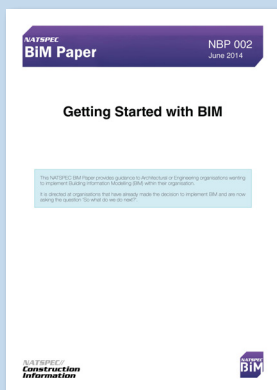 NATSPEC
BiM Paper
NBP 002
June 2014
Getting Started with BIM
This NATSPEC BIM Paper provides guidance to Architectural or Engineering organisations wanting
to implement Building Information Modeling (BIM) within their organisation.
It is directed at organisations that have already made the decision to implement BIM and are now
asking the question 'So what do we do next?'.
NATSPEC//
Construction
Information
NATSPEC
BiM